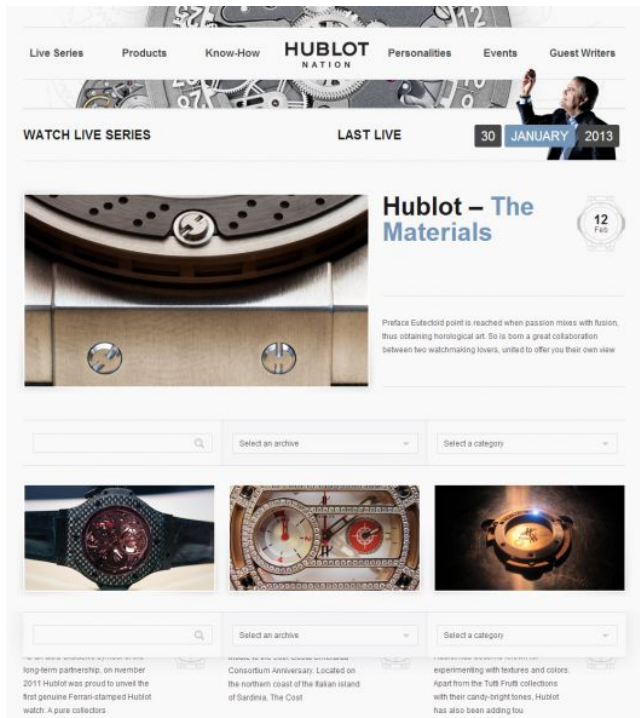 Live Series Products Know-How HUBLOT NATION Personalities Events Guest Writers
WATCH LIVE SERIES LAST LIVE 30 JANUARY 2013
Hublot – The
Materials
12
Feb
Preface Eutectoid point is reached when passion mixes with fusion,
thus obtaining horological art. So is born a great collaboration
between two watchmaking lovers, united to offer you their own view
Select an archive Select a category
Select an archive Select a category
long-term partnership, on nvember
2011 Hublot was proud to unveil the
first genuine Ferrari-stamped Hublot
watch: A pure collectors
Consortium Anniversary. Located on
the northern coast of the Italian island
of Sardinia, The Cost
experimenting with textures and colors.
Apart from the Tutti Frutti collections
with their candy-bright tones, Hublot
has also been adding tou